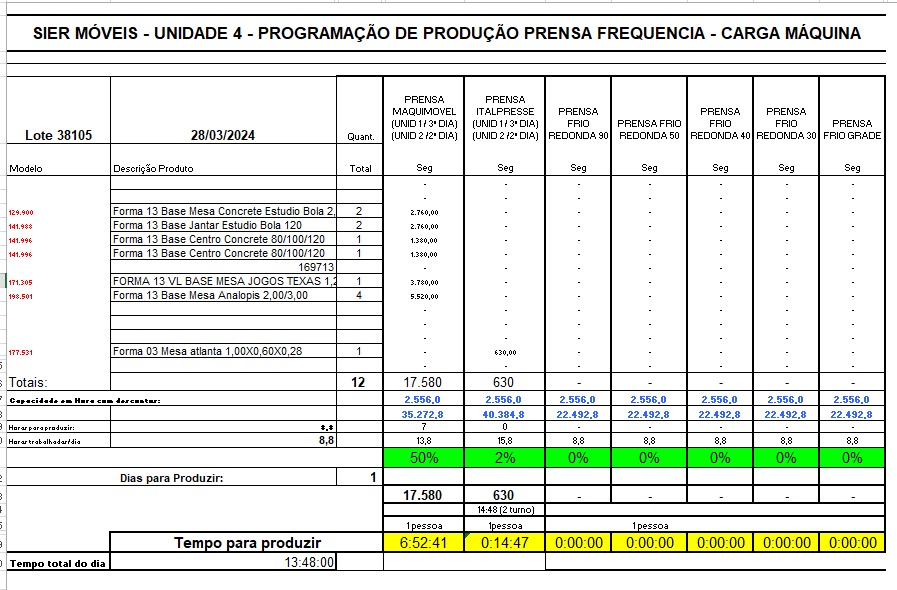 SIER MÓVEIS - UNIDADE 4 - PROGRAMAÇÃO DE PRODUÇÃO PRENSA FREQUENCIA - CARGA MÁQUINA
Lote 38105 28/03/2024 Quant. PRENSA MAQUIMOVEL (UNID 1 / 3ª DIA) (UNID 2 /2ª DIA) PRENSA ITALPRESSE (UNID 1 / 3ª DIA) (UNID 2 /2ª DIA) PRENSA FRIO REDONDA 90 PRENSA FRIO REDONDA 50 PRENSA FRIO REDONDA 40 PRENSA FRIO REDONDA 30 PRENSA FRIO GRADE
Modelo Descrição Produto Total Seg Seg Seg Seg Seg Seg Seg
- - - - - - -
- - - - - - -
129.900 Forma 13 Base Mesa Concrete Estudio Bola 2, 2 2.760,00 - - - - - -
141.988 Forma 13 Base Jantar Estudio Bola 120 2 2.760,00 - - - - - -
141.996 Forma 13 Base Centro Concrete 80/100/120 1 1.380,00 - - - - - -
141.996 Forma 13 Base Centro Concrete 80/100/120 1 1.380,00 - - - - - -
169713 - - - - - - -
171.305 FORMA 13 VL BASE MESA JOGOS TEXAS 1,2 1 3.780,00 - - - - - -
198.501 Forma 13 Base Mesa Analopis 2,00/3,00 4 5.520,00 - - - - - -
- - - - - - -
- - - - - - -
- - - - - - -
177.531 Forma 03 Mesa atlanta 1,00X0,60X0,28 1 - 630,00 - - - - -
- - - - - - -
Totais: 12 17.580 630 - - - - -
Capacidade em Hora com descontar: 2.556,0 2.556,0 2.556,0 2.556,0 2.556,0 2.556,0 2.556,0
35.272,8 40.384,8 22.492,8 22.492,8 22.492,8 22.492,8 22.492,8
Horas para produzir: 8,8 7 0 - - - - -
Horas trabalhadas/dia 8,8 13,8 15,8 8,8 8,8 8,8 8,8 8,8
50% 2% 0% 0% 0% 0% 0%
Dias para Produzir: 1
17.580 630 - - - - -
14:48 (2 turno)
1 pessoa 1 pessoa 1 pessoa
Tempo para produzir 6:52:41 0:14:47 0:00:00 0:00:00 0:00:00 0:00:00 0:00:00
Tempo total do dia 13:48:00